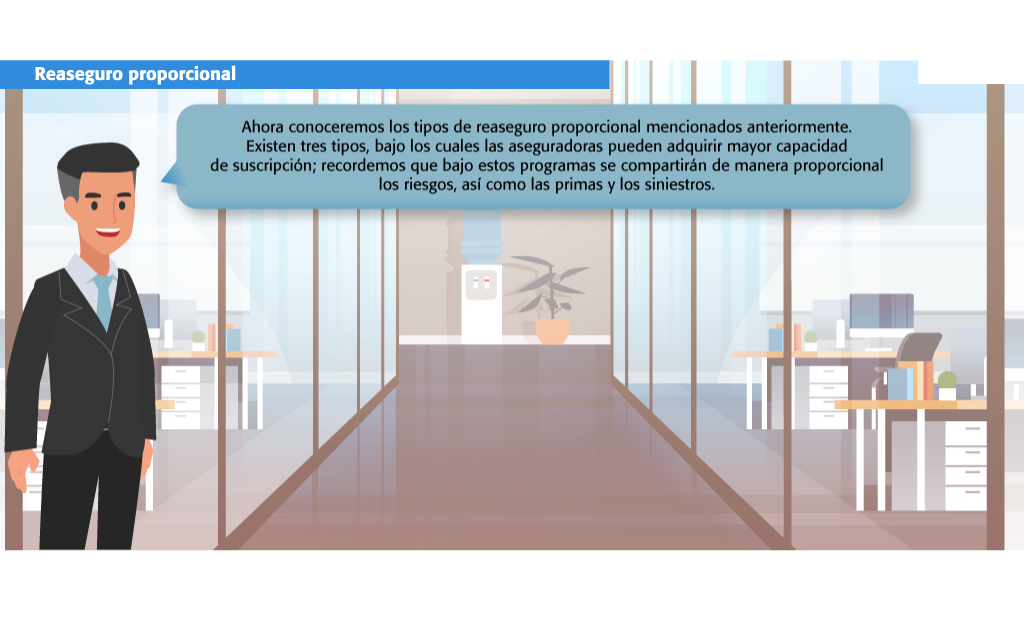 Reaseguro proporcional
Ahora conoceremos los tipos de reaseguro proporcional mencionados anteriormente.
Existen tres tipos, bajo los cuales las aseguradoras pueden adquirir mayor capacidad
de suscripción; recordemos que bajo estos programas se compartirán de manera proporcional
los riesgos, así como las primas y los siniestros.